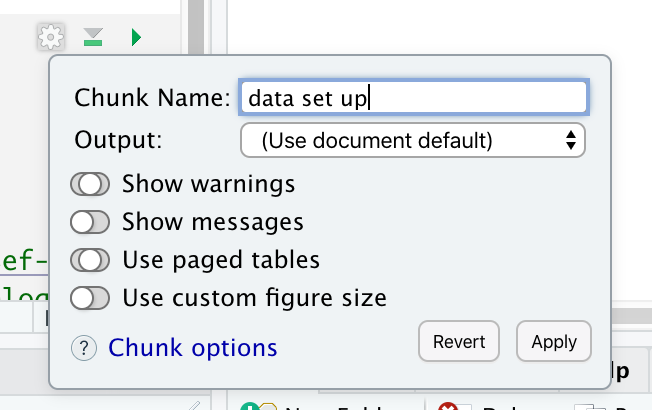 Chunk Name: data set up
Output: (Use document default)
Show warnings
Show messages
ef-
Use paged tables
Use custom figure size
? Chunk options
Revert
Apply
lp